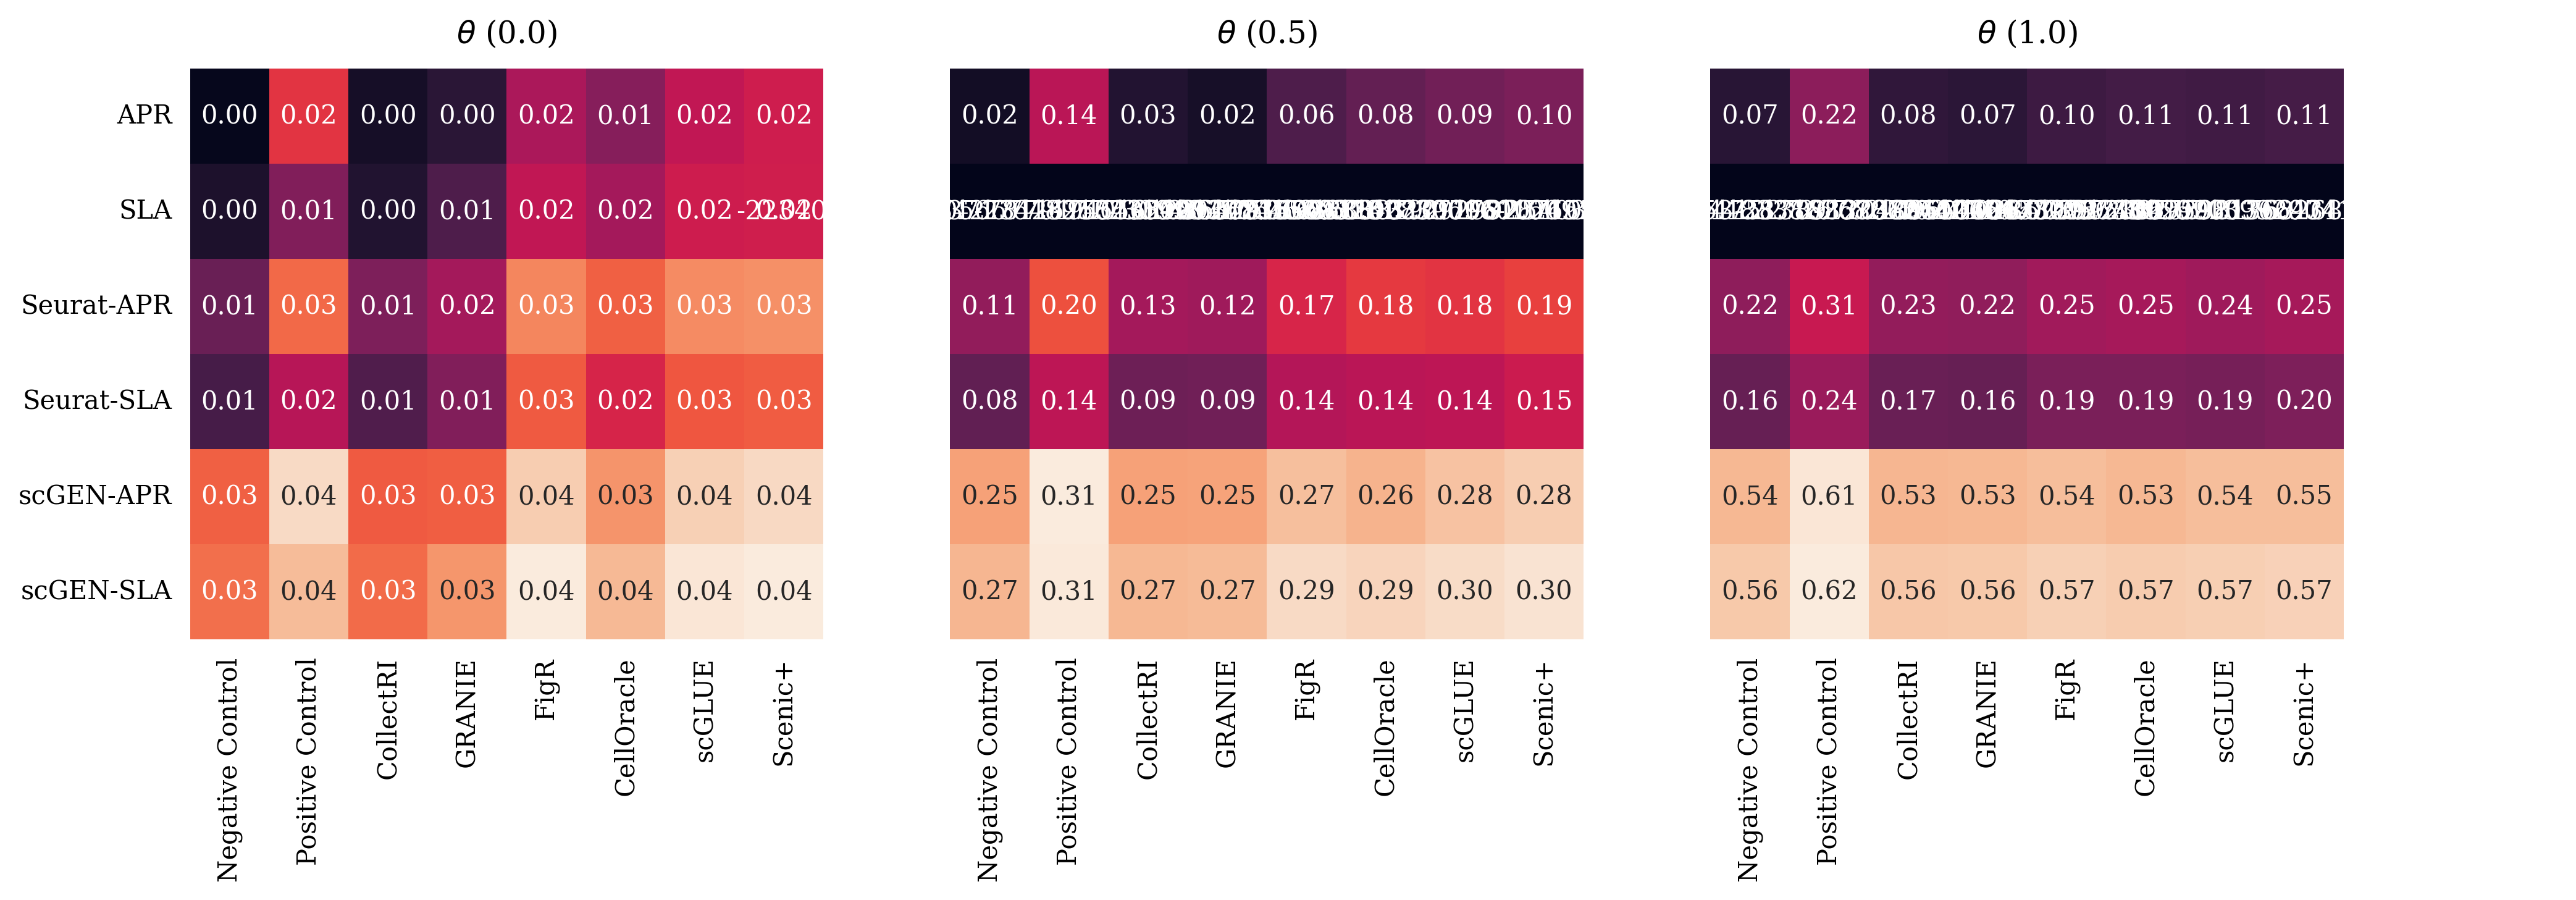 θ (0.0) θ (0.5) θ (1.0)
APR 0.00 0.02 0.00 0.00 0.02 0.01 0.02 0.02 0.02 0.14 0.03 0.02 0.06 0.08 0.09 0.10 0.07 0.22 0.08 0.07 0.10 0.11 0.11 0.11
SLA 0.00 0.01 0.00 0.01 0.02 0.02 0.02
Seurat-APR 0.01 0.03 0.01 0.02 0.03 0.03 0.03 0.03 0.11 0.20 0.13 0.12 0.17 0.18 0.18 0.19 0.22 0.31 0.23 0.22 0.25 0.25 0.24 0.25
Seurat-SLA 0.01 0.02 0.01 0.01 0.03 0.02 0.03 0.03 0.08 0.14 0.09 0.09 0.14 0.14 0.14 0.15 0.16 0.24 0.17 0.16 0.19 0.19 0.19 0.20
scGEN-APR 0.03 0.04 0.03 0.03 0.04 0.03 0.04 0.04 0.25 0.31 0.25 0.25 0.27 0.26 0.28 0.28 0.54 0.61 0.53 0.53 0.54 0.53 0.54 0.55
scGEN-SLA 0.03 0.04 0.03 0.03 0.04 0.04 0.04 0.04 0.27 0.31 0.27 0.27 0.29 0.29 0.30 0.30 0.56 0.62 0.56 0.56 0.57 0.57 0.57 0.57
Negative Control
Positive Control
CollectRI
GRANIE
FigR
CellOracle
scGLUE
Scenic+
Negative Control
Positive Control
CollectRI
GRANIE
FigR
CellOracle
scGLUE
Scenic+
Negative Control
Positive Control
CollectRI
GRANIE
FigR
CellOracle
scGLUE
Scenic+